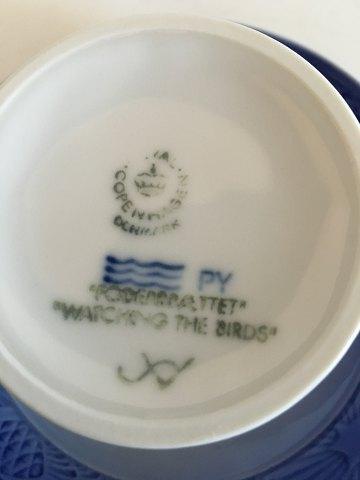 COPENHAGEN
DENMARK
PY
"FODERBRÆTTET"
"WATCHING THE BIRDS"